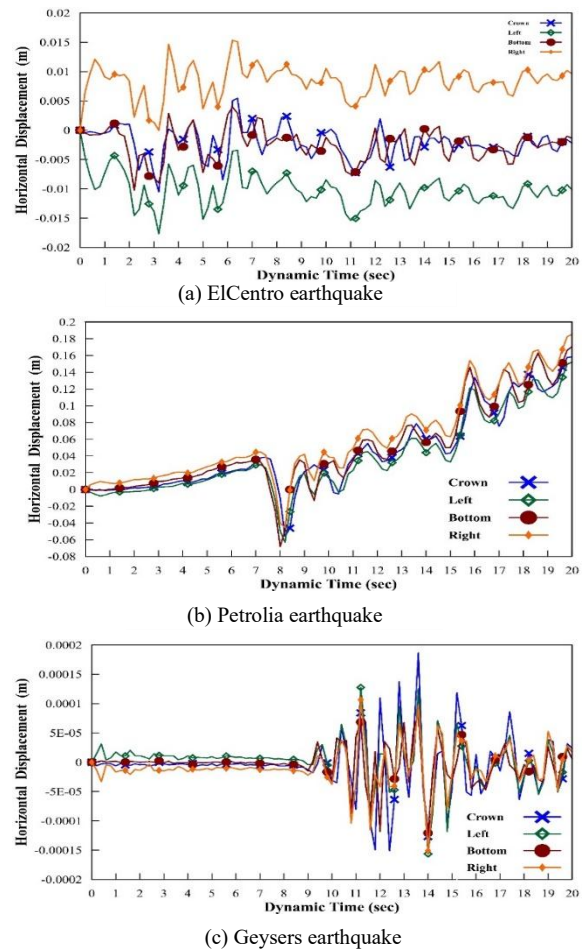 Horizontal Displacement (m)
0.02
0.015
0.01
0.005
0
-0.005
-0.01
-0.015
-0.02
Crown
Left
Bottom
Right
0 1 2 3 4 5 6 7 8 9 10 11 12 13 14 15 16 17 18 19 20
Dynamic Time (sec)
(a) ElCentro earthquake
Horizontal Displacement (m)
0.2
0.18
0.16
0.14
0.12
0.1
0.08
0.06
0.04
0.02
0
-0.02
-0.04
-0.06
-0.08
Crown
Left
Bottom
Right
0 1 2 3 4 5 6 7 8 9 10 11 12 13 14 15 16 17 18 19 20
Dynamic Time (sec)
(b) Petrolia earthquake
Horizontal Displacement (m)
0.0002
0.00015
0.0001
5E-05
0
-5E-05
-0.0001
-0.00015
-0.0002
Crown
Left
Bottom
Right
0 1 2 3 4 5 6 7 8 9 10 11 12 13 14 15 16 17 18 19 20
Dynamic Time (sec)
(c) Geysers earthquake